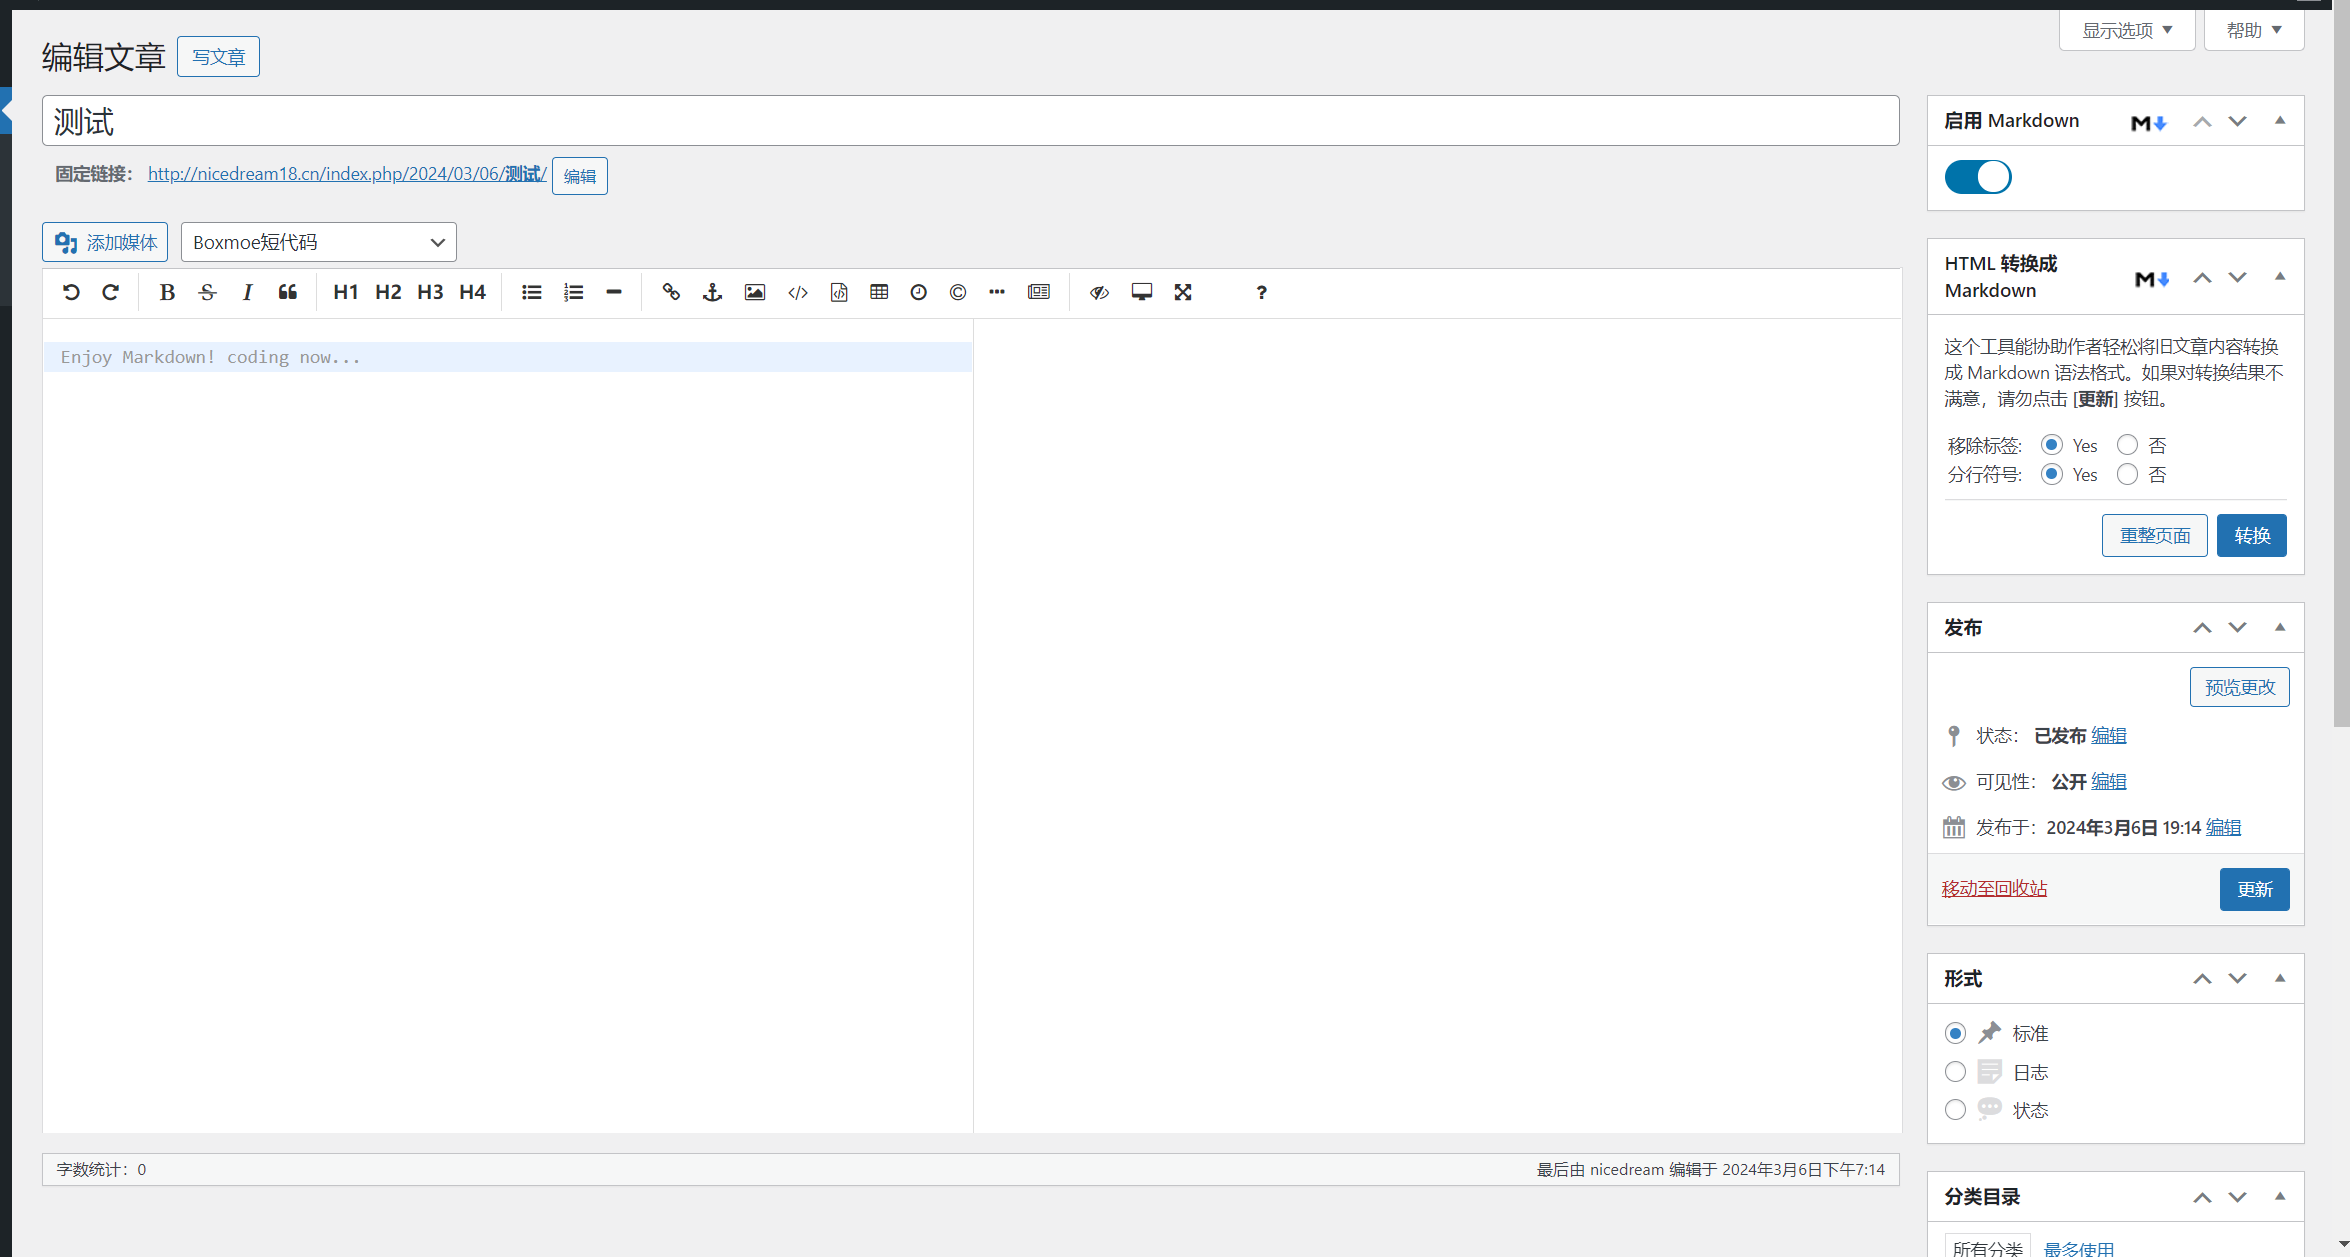 显示选项
帮助
编辑文章
写文章
测试
固定链接：
http://nicedream18.cn/index.php/2024/03/06/测试/
编辑
添加媒体
Boxmoe短代码
B S I H1 H2 H3 H4 ?
Enjoy Markdown! coding now...
字数统计：0
最后由 nicedream 编辑于 2024年3月6日下午7:14
启用 Markdown
M
HTML 转换成
Markdown
M
这个工具能协助作者轻松将旧文章内容转换
成 Markdown 语法格式。如果对转换结果不
满意，请勿点击 [更新] 按钮。
移除标签: Yes 否
分行符号: Yes 否
重整页面
转换
发布
预览更改
状态： 已发布 编辑
可见性： 公开 编辑
发布于：2024年3月6日 19:14 编辑
移动至回收站
更新
形式
标准
日志
状态
分类目录
所有分类
最多使用